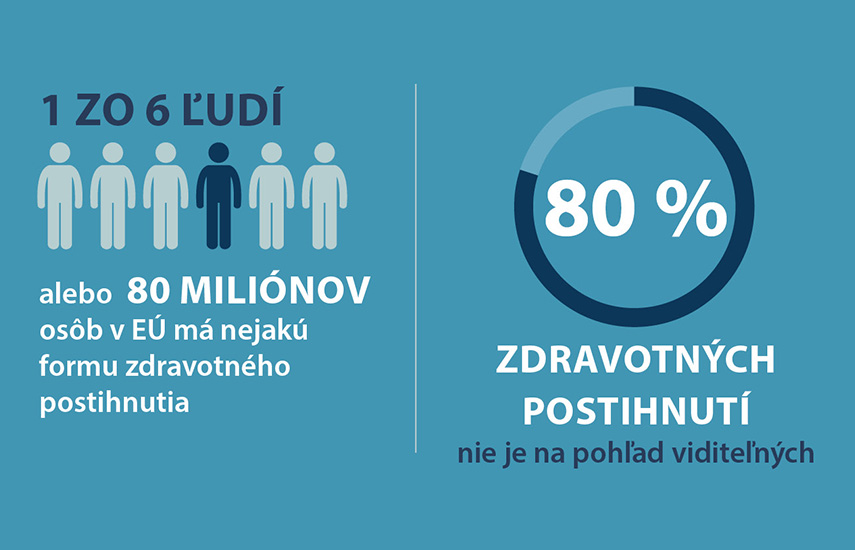 1 ZO 6 ĽUDÍ
alebo 80 MILIÓNOV
osôb v EÚ má nejakú
formu zdravotného
postihnutia
80 %
ZDRAVOTNÝCH
POSTIHNUTÍ
nie je na pohľad viditeľných